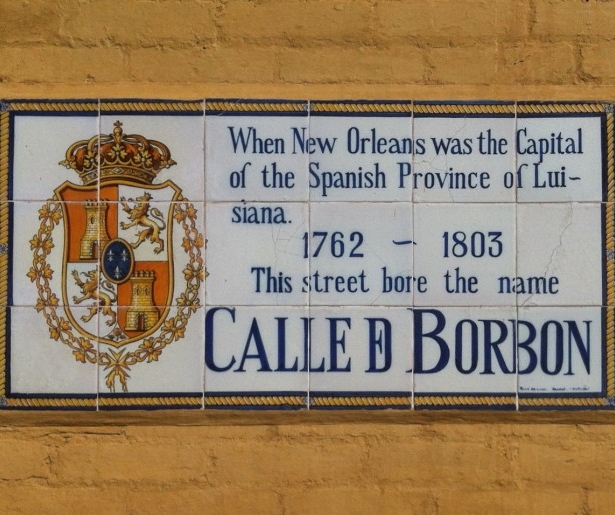 When New Orleans was the Capital
of the Spanish Province of Lui-
siana.
1762 - 1803
This street bore the name
CALLE D BORBON